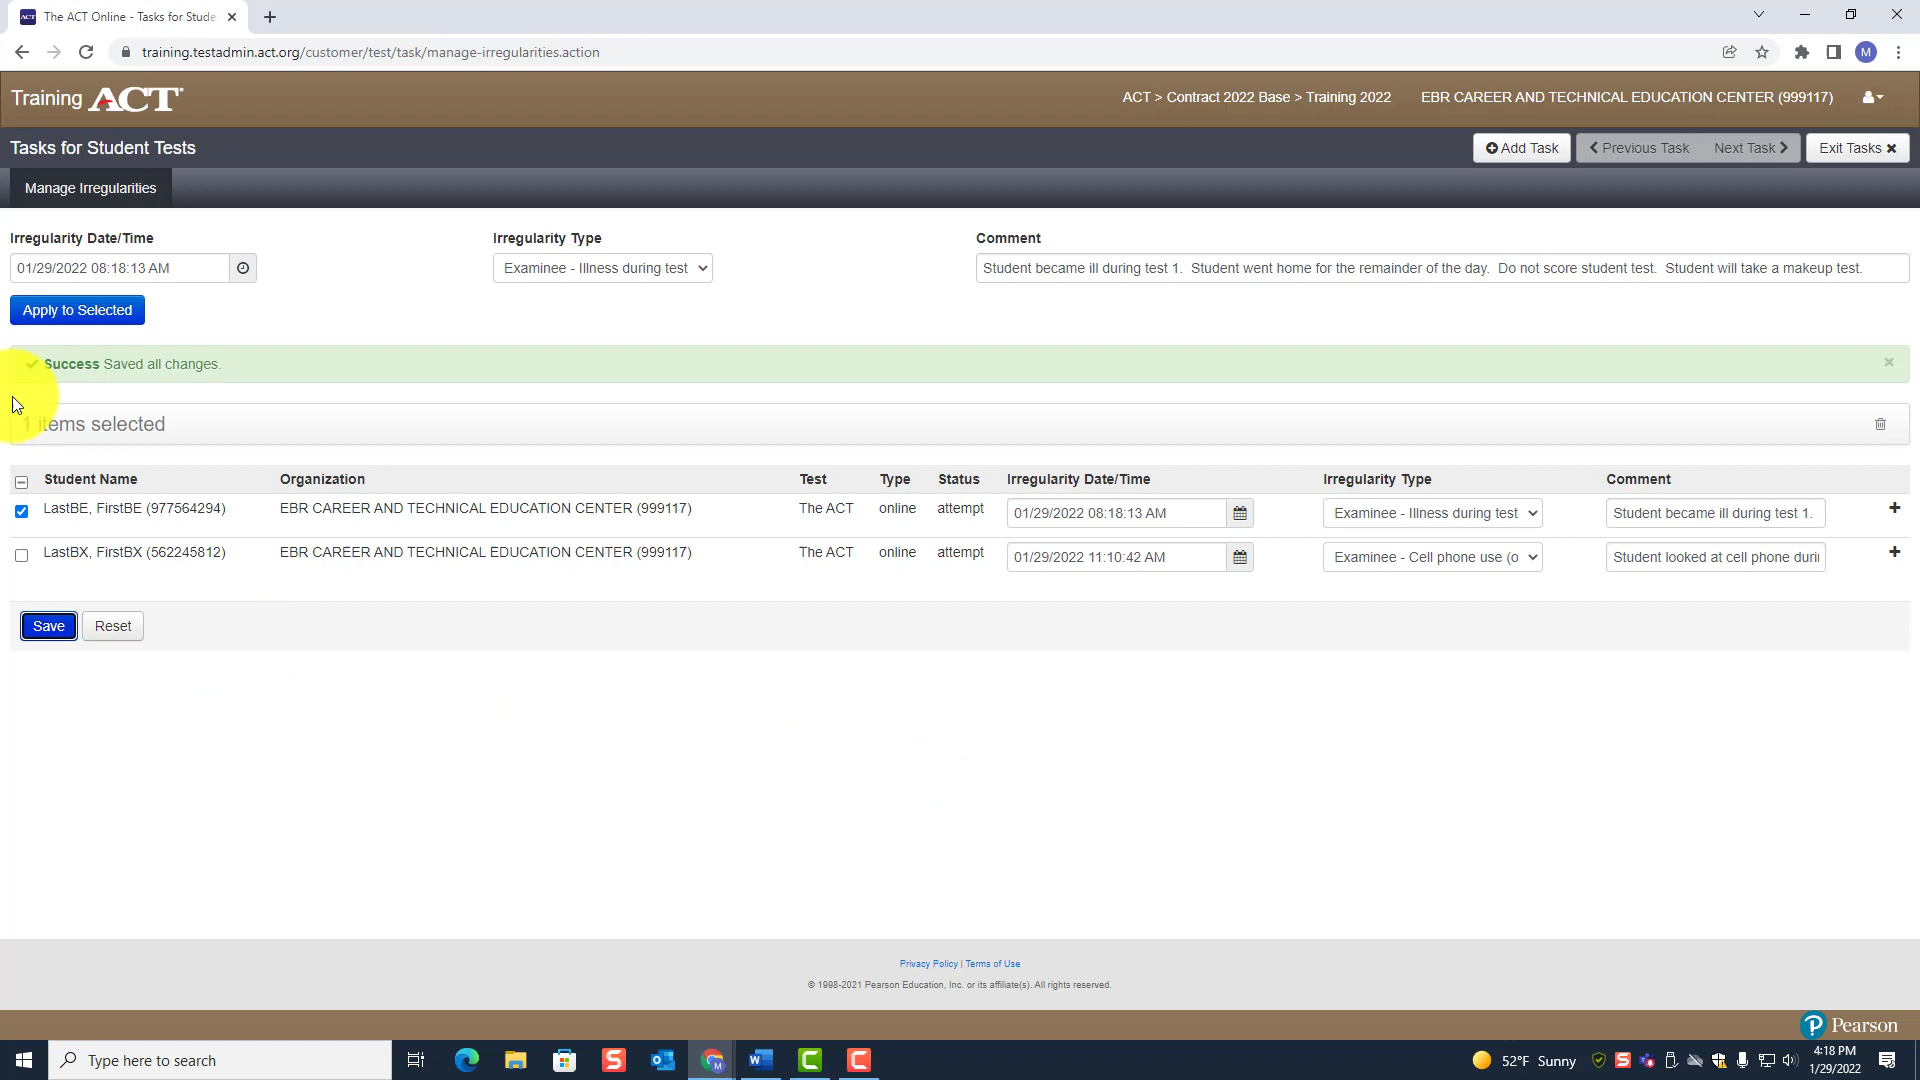 The ACT Online - Tasks for Stude
training.testadmin.act.org/customer/test/task/manage-irregularities.action
M
Training ACT
ACT > Contract 2022 Base > Training 2022 EBR CAREER AND TECHNICAL EDUCATION CENTER (999117)
Tasks for Student Tests
Add Task Previous Task Next Task Exit Tasks
Manage Irregularities
Irregularity Date/Time Irregularity Type Comment
01/29/2022 08:18:13 AM Examinee - Illness during test Student became ill during test 1. Student went home for the remainder of the day. Do not score student test. Student will take a makeup test.
Apply to Selected
Success Saved all changes.
1 items selected
Student Name Organization Test Type Status Irregularity Date/Time Irregularity Type Comment
LastBE, FirstBE (977564294) EBR CAREER AND TECHNICAL EDUCATION CENTER (999117) The ACT online attempt 01/29/2022 08:18:13 AM Examinee - Illness during test Student became ill during test 1.
LastBX, FirstBX (562245812) EBR CAREER AND TECHNICAL EDUCATION CENTER (999117) The ACT online attempt 01/29/2022 11:10:42 AM Examinee - Cell phone use (o Student looked at cell phone duri
Save Reset
Privacy Policy | Terms of Use
© 1998-2021 Pearson Education, Inc. or its affiliate(s). All rights reserved.
Pearson
Type here to search
52°F Sunny
4:18 PM
1/29/2022